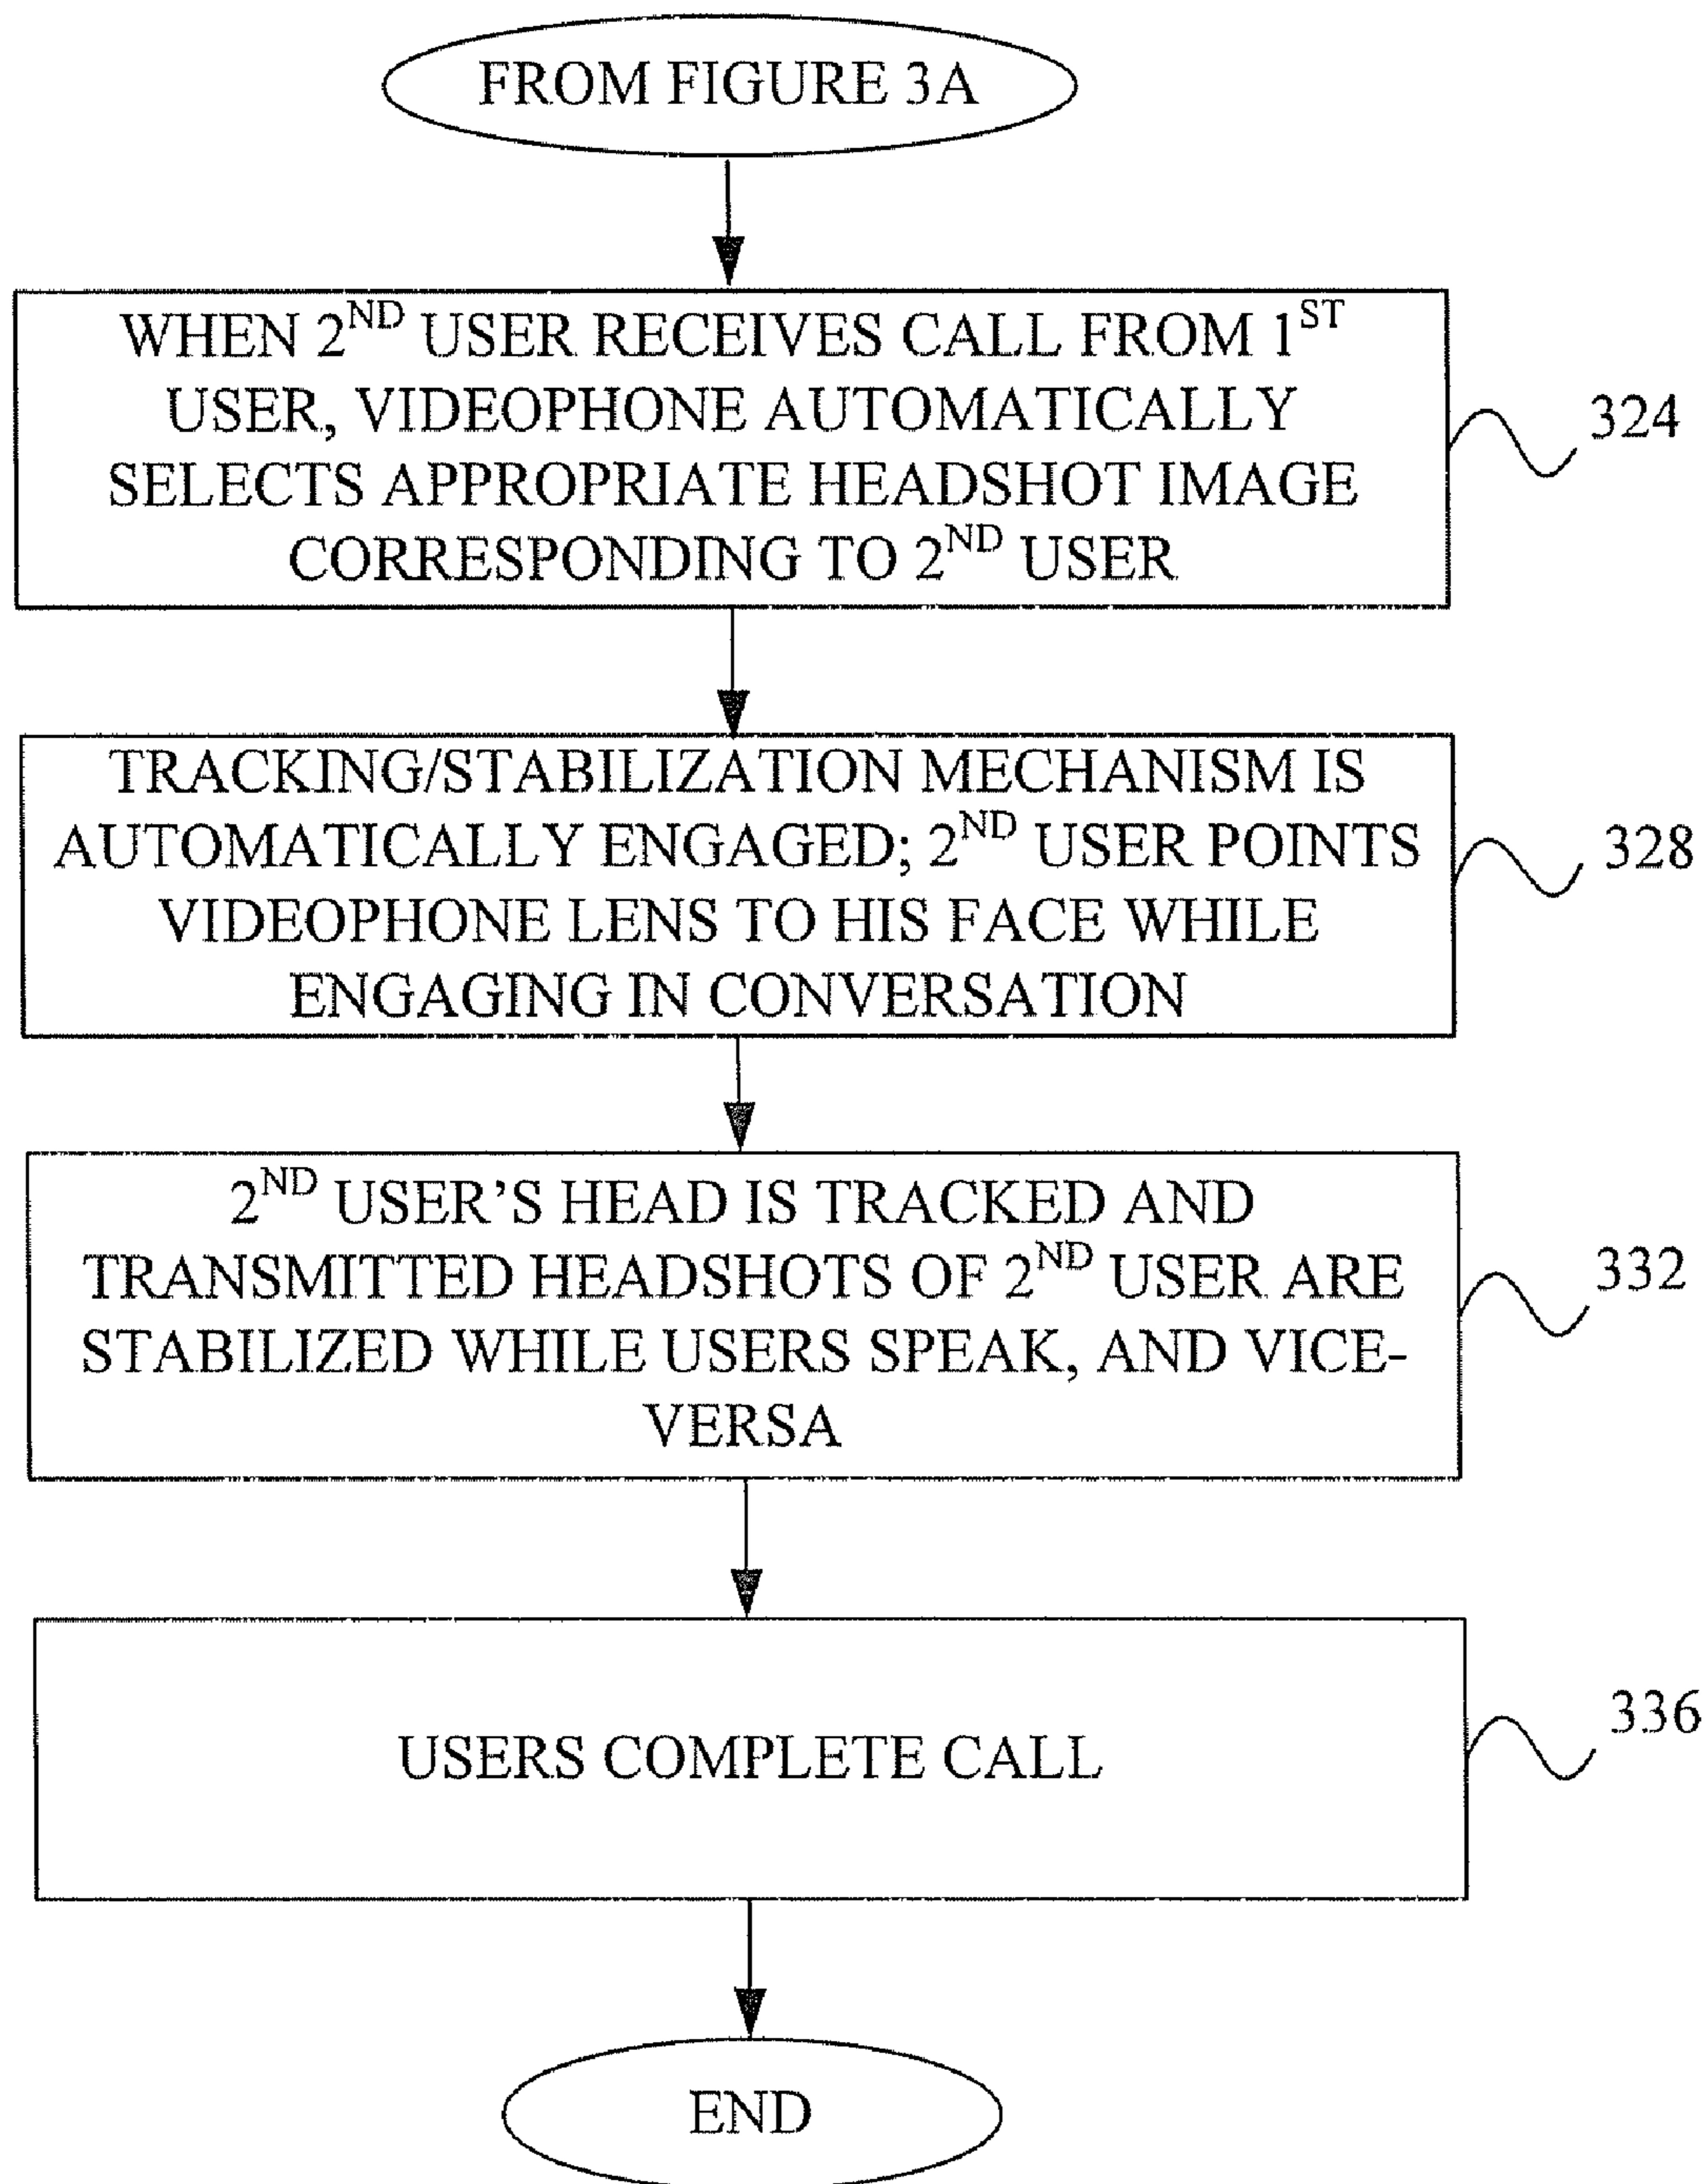 FROM FIGURE 3A
WHEN 2ND USER RECEIVES CALL FROM 1ST
USER, VIDEOPHONE AUTOMATICALLY
SELECTS APPROPRIATE HEADSHOT IMAGE
CORRESPONDING TO 2ND USER
324
TRACKING/STABILIZATION MECHANISM IS
AUTOMATICALLY ENGAGED; 2ND USER POINTS
VIDEOPHONE LENS TO HIS FACE WHILE
ENGAGING IN CONVERSATION
328
2ND USER’S HEAD IS TRACKED AND
TRANSMITTED HEADSHOTS OF 2ND USER ARE
STABILIZED WHILE USERS SPEAK, AND VICE-
VERSA
332
USERS COMPLETE CALL
336
END